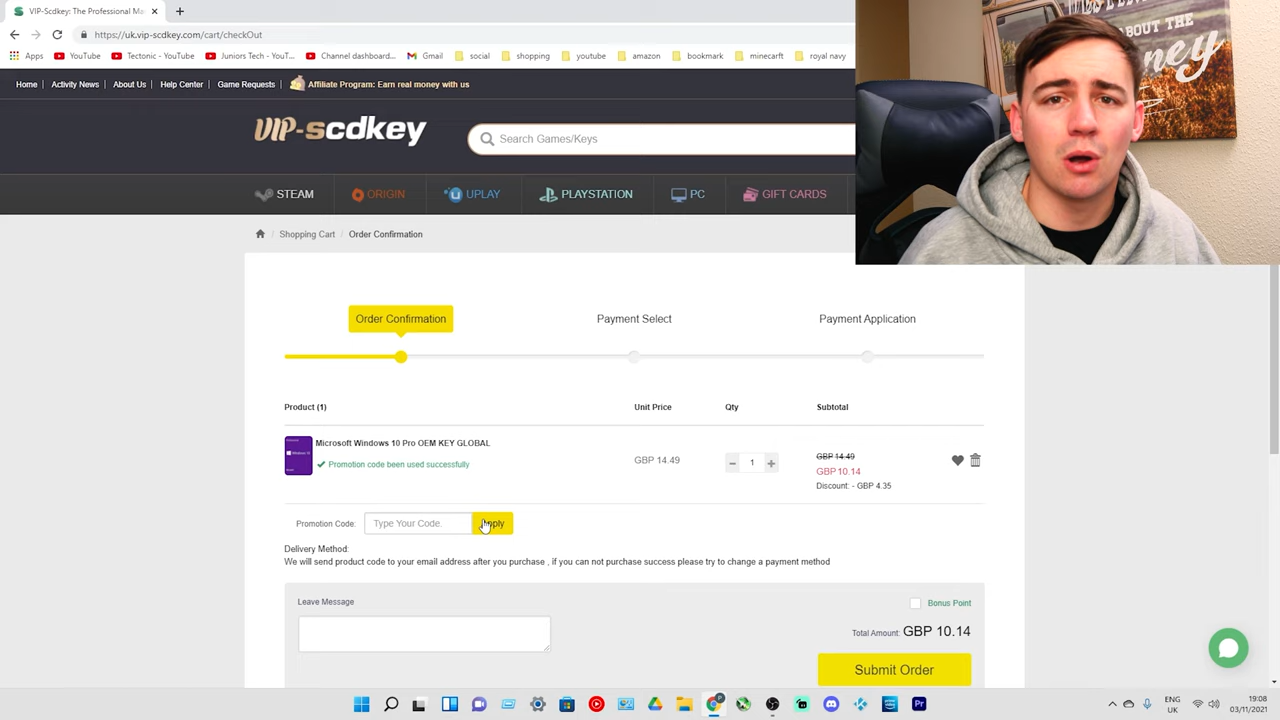 VIP-Scdkey: The Professional Ma
https://uk.vip-scdkey.com/cart/checkOut
Apps YouTube Tectonic - YouTube Juniors Tech - YouT... Channel dashboard... Gmail social shopping youtube amazon bookmark minecarft royal navy
Home Activity News About Us Help Center Game Requests Affiliate Program: Earn real money with us
VIP-scdkey
Search Games/Keys
STEAM ORIGIN UPLAY PLAYSTATION PC GIFT CARDS
ABOUT THE
ney
/ Shopping Cart / Order Confirmation
Order Confirmation Payment Select Payment Application
Product (1) Unit Price Qty Subtotal
Microsoft Windows 10 Pro OEM KEY GLOBAL
Promotion code been used successfully
GBP 14.49
1
GBP 14.49
GBP 10.14
Discount: - GBP 4.35
Promotion Code: Type Your Code. Apply
Delivery Method:
We will send product code to your email address after you purchase , if you can not purchase success please try to change a payment method
Leave Message
Bonus Point
Total Amount: GBP 10.14
Submit Order
ENG
UK
19:08
03/11/2021